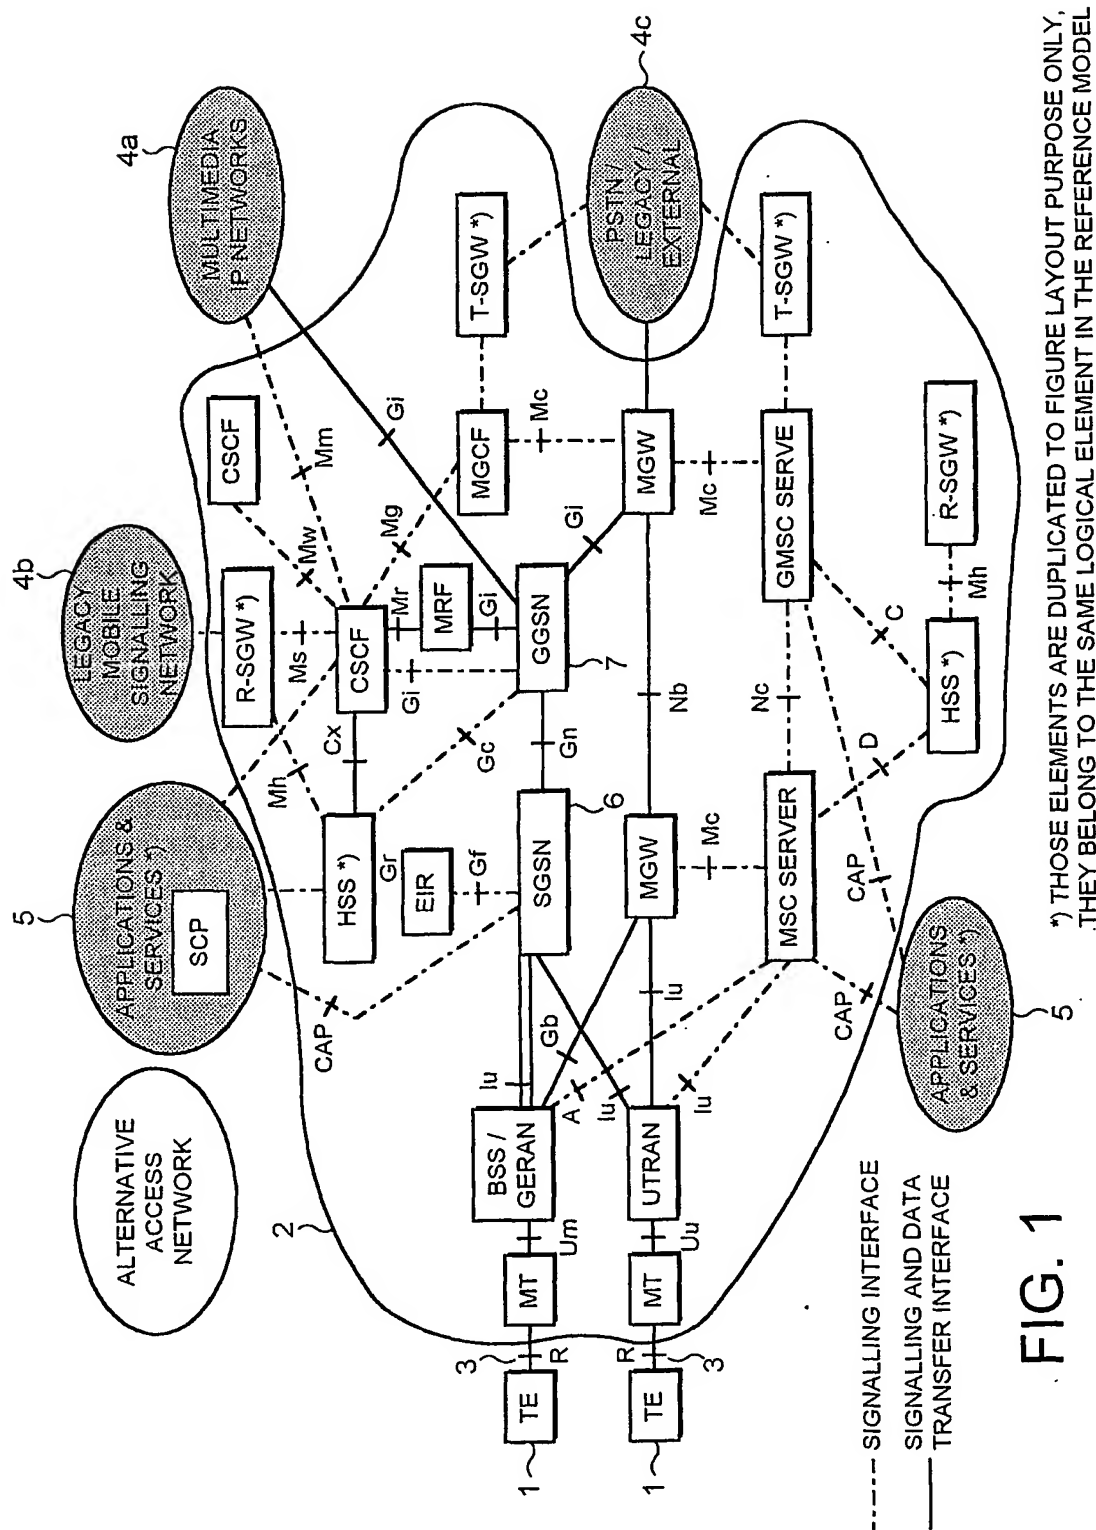 ALTERNATIVE
ACCESS
NETWORK
5
APPLICATIONS &
SERVICES *)
SCP
4b
LEGACY
MOBILE
SIGNALLING
NETWORK
4a
MULTIMEDIA
IP NETWORKS
2
CAP
Mh
R-SGW *)
CSCF
Ms
Mw
Mm
HSS *)
Cx
CSCF
Gr
Gi
Mr
Mg
Gi
EIR
Gf
Gc
MRF
Gi
MGCF
T-SGW *)
Mc
3
R
TE
1
MT
Um
BSS /
GERAN
Iu
SGSN
6
Gn
GGSN
7
Gi
4c
PSTN/
LEGACY /
EXTERNAL
Gb
A
Iu
3
R
TE
1
MT
Uu
UTRAN
Iu
Iu
MGW
Nb
MGW
Mc
Mc
MSC SERVER
Nc
GMSC SERVE
T-SGW *)
CAP
CAP
D
C
HSS *)
Mh
R-SGW *)
APPLICATIONS
& SERVICES *)
5
SIGNALLING INTERFACE
SIGNALLING AND DATA
TRANSFER INTERFACE
*) THOSE ELEMENTS ARE DUPLICATED TO FIGURE LAYOUT PURPOSE ONLY,
THEY BELONG TO THE SAME LOGICAL ELEMENT IN THE REFERENCE MODEL
FIG. 1